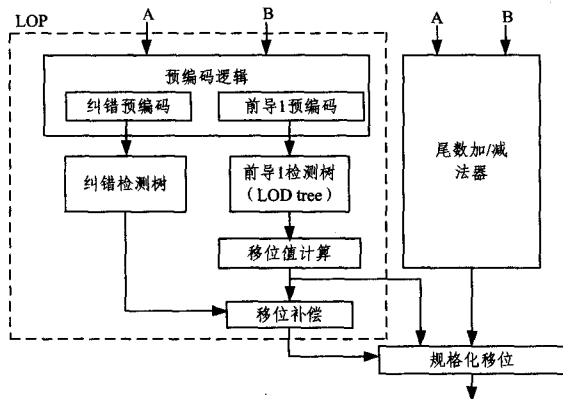 LOP
A
B
A
B
预编码逻辑
纠错预编码
前导1预编码
尾数加/减
法器
纠错检测树
前导1检测树
(LOD tree)
移位值计算
移位补偿
规格化移位